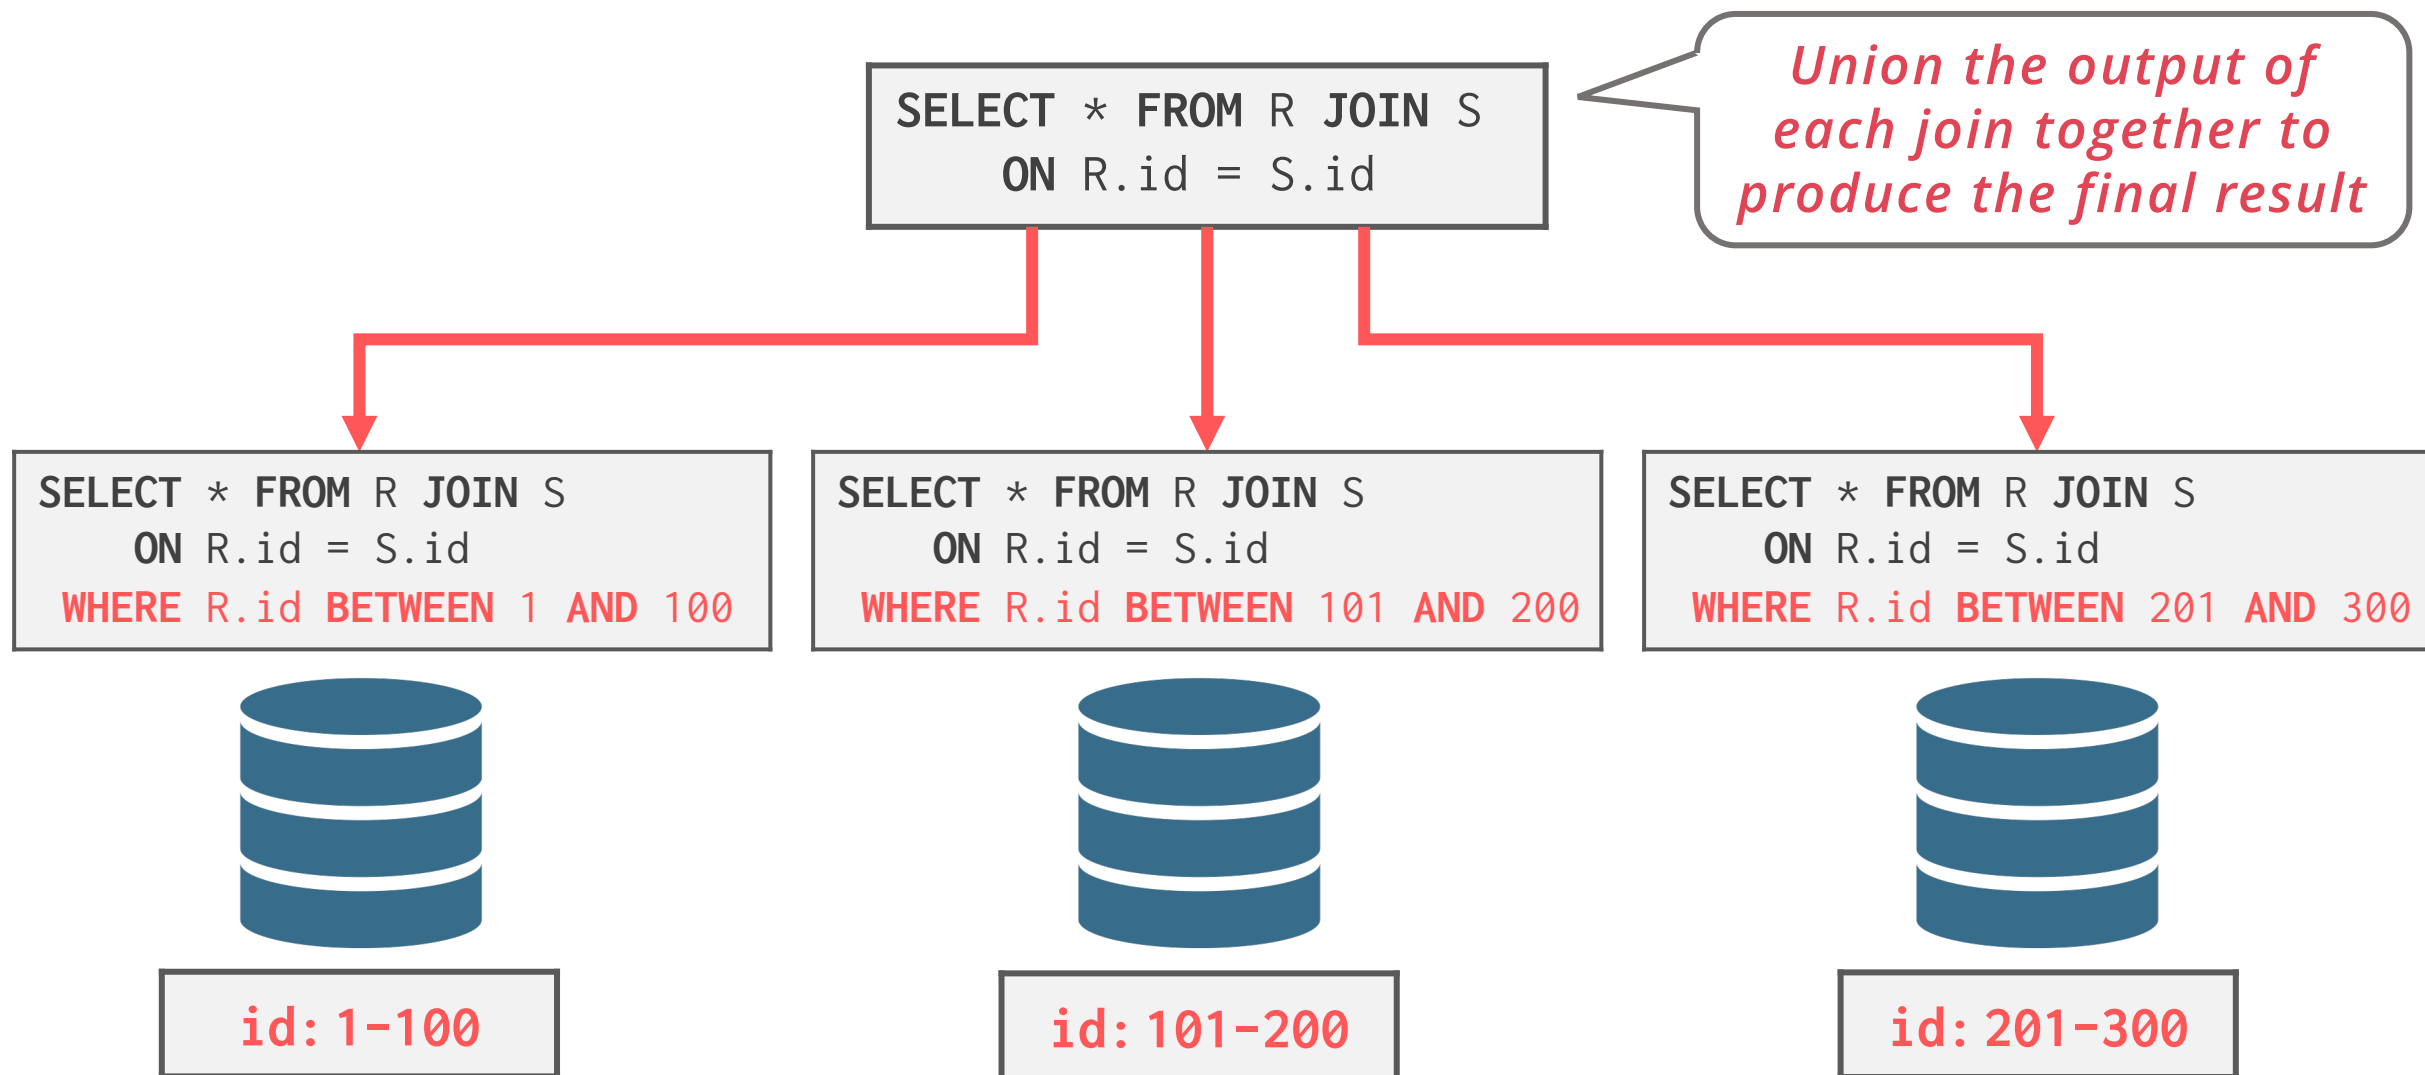 SELECT * FROM R JOIN S
ON R.id = S.id
Union the output of
each join together to
produce the final result
SELECT * FROM R JOIN S
ON R.id = S.id
WHERE R.id BETWEEN 1 AND 100
SELECT * FROM R JOIN S
ON R.id = S.id
WHERE R.id BETWEEN 101 AND 200
SELECT * FROM R JOIN S
ON R.id = S.id
WHERE R.id BETWEEN 201 AND 300
id: 1-100
id: 101-200
id: 201-300